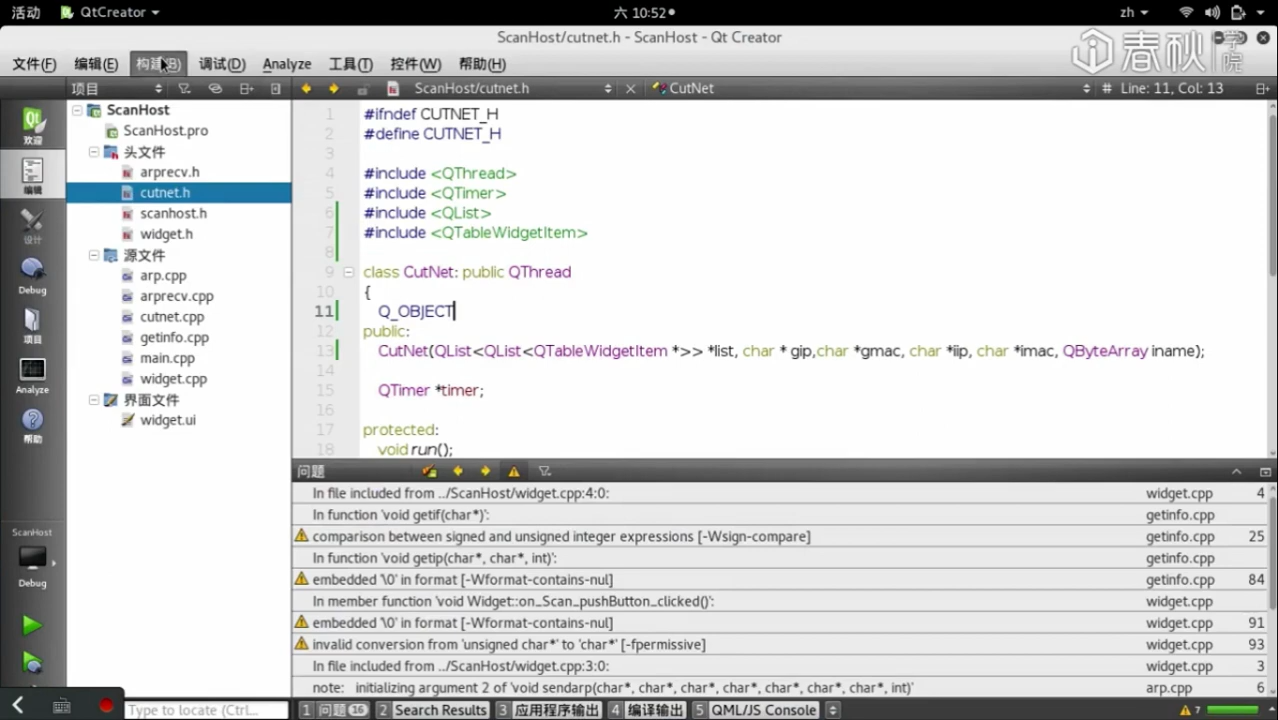 活动 QtCreator 六 10:52 zh
ScanHost/cutnet.h - ScanHost - Qt Creator
春秋学院
文件(F) 编辑(E) 构建(B) 调试(D) Analyze 工具(T) 控件(W) 帮助(H)
项目 ScanHost/cutnet.h CutNet # Line: 11, Col: 13
欢迎
编辑
设计
Debug
项目
Analyze
帮助
ScanHost
Debug
ScanHost
ScanHost.pro
头文件
arprecv.h
cutnet.h
scanhost.h
widget.h
源文件
arp.cpp
arprecv.cpp
cutnet.cpp
getinfo.cpp
main.cpp
widget.cpp
界面文件
widget.ui
1 #ifndef CUTNET_H
2 #define CUTNET_H
3
4 #include <QThread>
5 #include <QTimer>
6 #include <QList>
7 #include <QTableWidgetItem>
8
9 class CutNet: public QThread
10 {
11 Q_OBJECT
12 public:
13 CutNet(QList<QList<QTableWidgetItem *>> *list, char * gip,char *gmac, char *iip, char *imac, QByteArray iname);
14
15 QTimer *timer;
16
17 protected:
18 void run();
问题
In file included from ../ScanHost/widget.cpp:4:0: widget.cpp 4
In function 'void getif(char*)': getinfo.cpp
comparison between signed and unsigned integer expressions [-Wsign-compare] getinfo.cpp 25
In function 'void getip(char*, char*, int)': getinfo.cpp
embedded '\0' in format [-Wformat-contains-nul] getinfo.cpp 84
In member function 'void Widget::on_Scan_pushButton_clicked()': widget.cpp
embedded '\0' in format [-Wformat-contains-nul] widget.cpp 91
invalid conversion from 'unsigned char*' to 'char*' [-fpermissive] widget.cpp 93
In file included from ../ScanHost/widget.cpp:3:0: widget.cpp 3
note: initializing argument 2 of 'void sendarp(char*, char*, char*, char*, char*, char*, int)' arp.cpp 6
Type to locate (Ctrl... 1 问题 16 2 Search Results 3 应用程序输出 4 编译输出 5 QML/JS Console 7